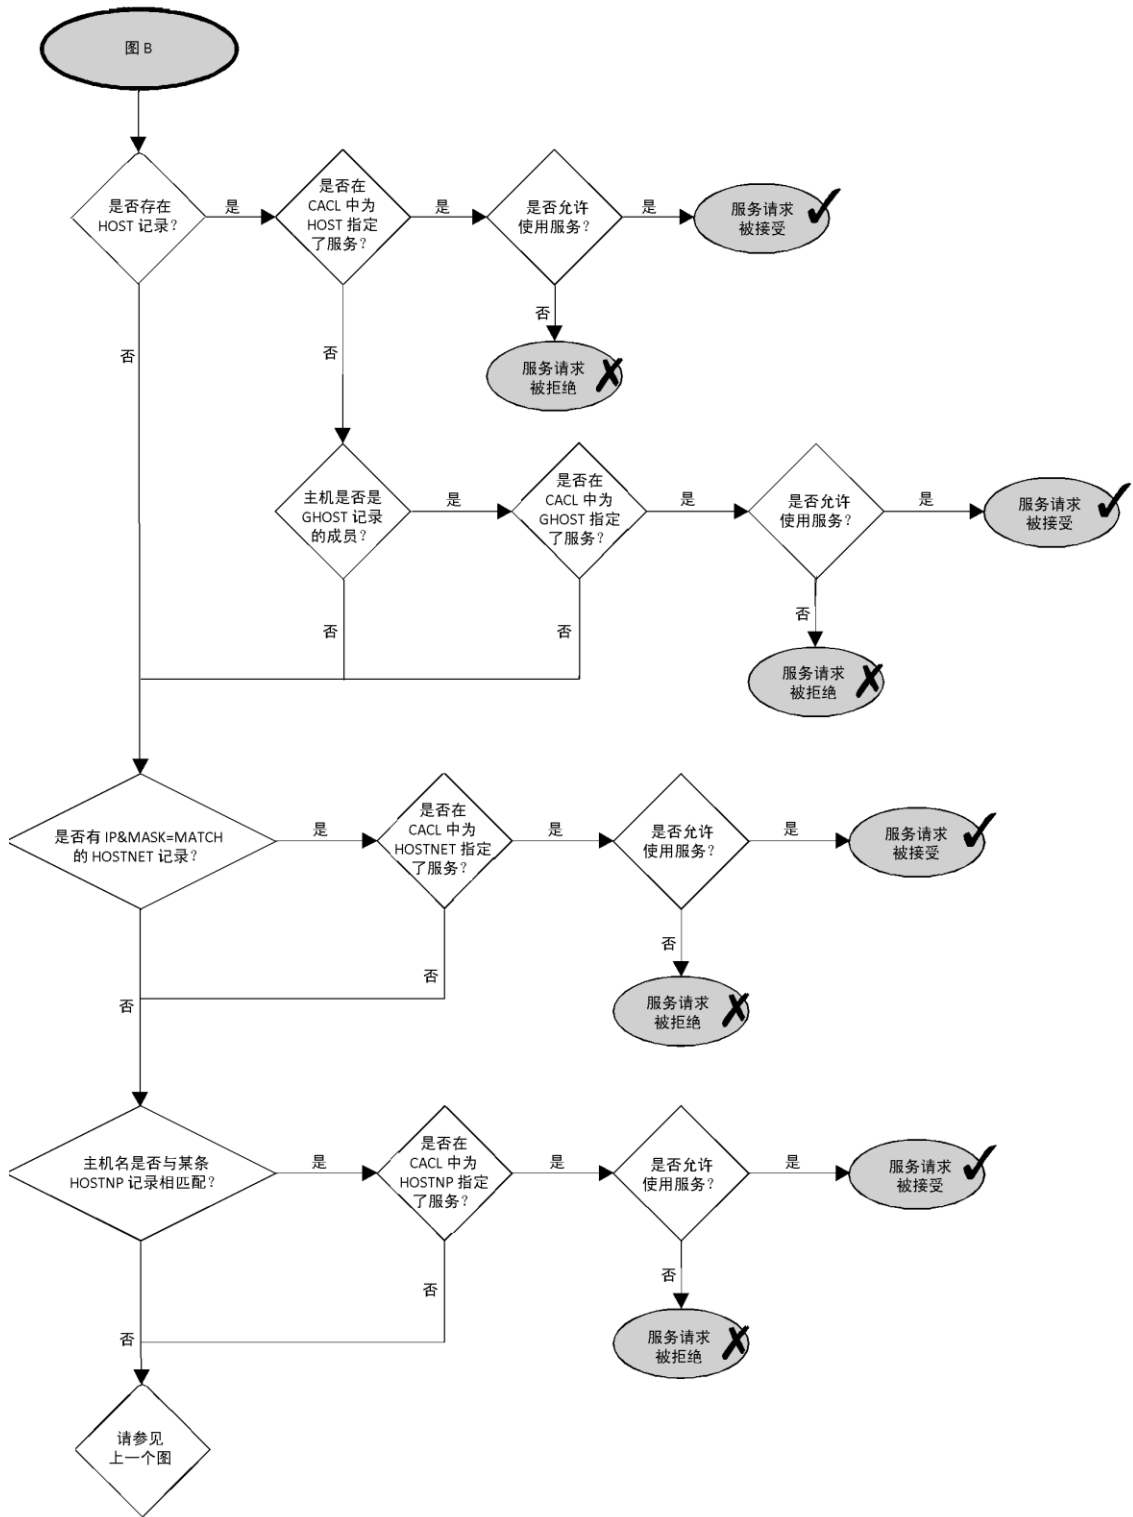 图 B
是否存在
HOST 记录?
是
是否在
CACL 中为
HOST 指定
了服务?
是
是否允许
使用服务?
是
服务请求
被接受
否
服务请求
被拒绝
否
否
主机是否是
GHOST 记录
的成员?
是
是否在
CACL 中为
GHOST 指定
了服务?
是
是否允许
使用服务?
是
服务请求
被接受
否
服务请求
被拒绝
否
否
是否有 IP&MASK=MATCH
的 HOSTNET 记录?
是
是否在
CACL 中为
HOSTNET 指定
了服务?
是
是否允许
使用服务?
是
服务请求
被接受
否
服务请求
被拒绝
否
否
主机名是否与某条
HOSTNP 记录相匹配?
是
是否在
CACL 中为
HOSTNP 指定
了服务?
是
是否允许
使用服务?
是
服务请求
被接受
否
服务请求
被拒绝
否
否
请参见
上一个图